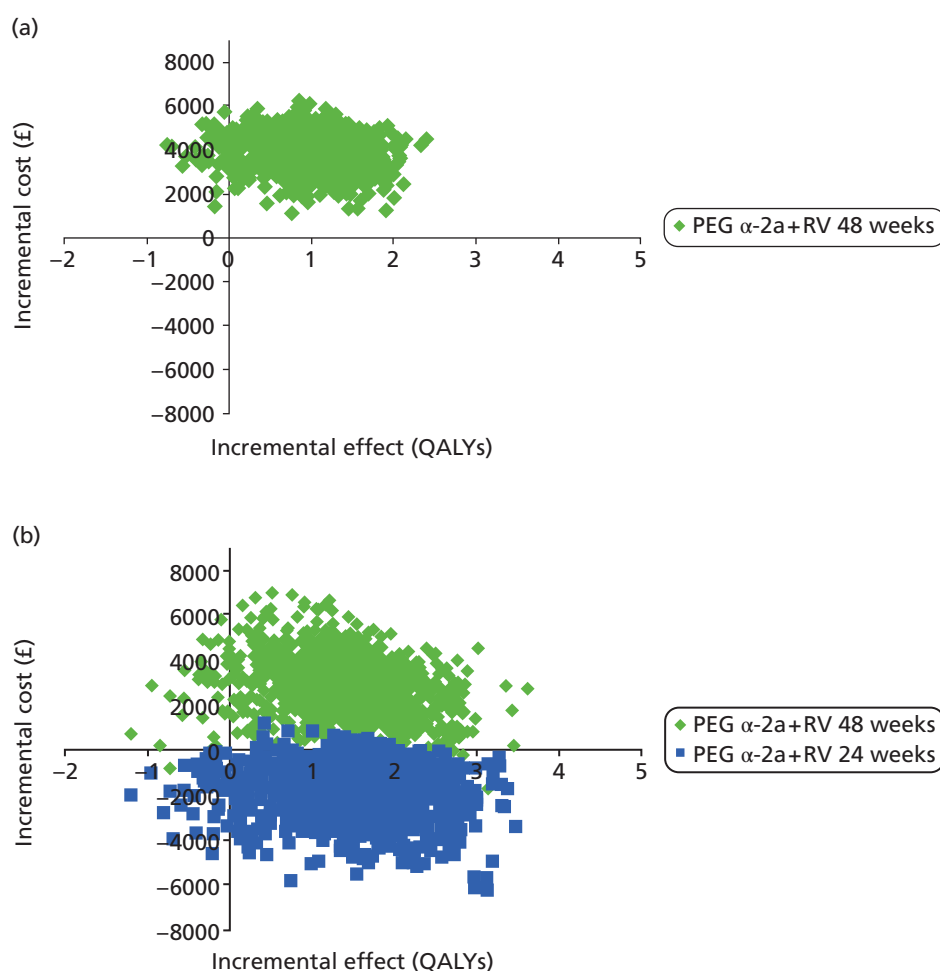 (a)
8000
6000
4000
2000
0
−2000
−4000
−6000
−8000
−2 −1 0 1 2 3 4 5
Incremental cost (£)
Incremental effect (QALYs)
PEG α-2a+RV 48 weeks
(b)
8000
6000
4000
2000
0
−2000
−4000
−6000
−8000
−2 −1 0 1 2 3 4 5
Incremental cost (£)
Incremental effect (QALYs)
PEG α-2a+RV 48 weeks
PEG α-2a+RV 24 weeks